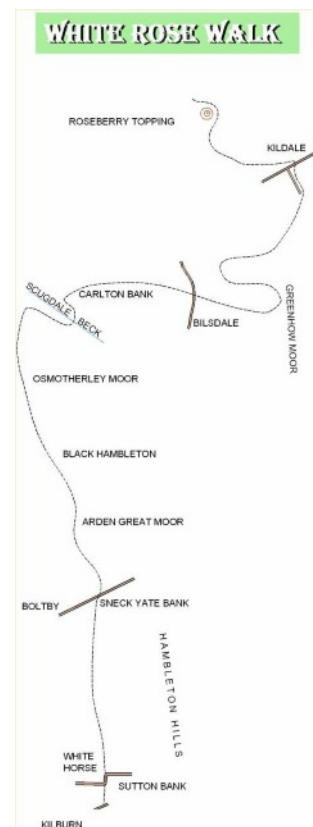 WHITE ROSE WALK
ROSEBERRY TOPPING
KILDALE
SCUGDALE BECK
CARLTON BANK
GREENHOW MOOR
BILSDALE
OSMOTHERLEY MOOR
BLACK HAMBLETON
ARDEN GREAT MOOR
BOLTBY
SNECK YATE BANK
HAMBLETON HILLS
WHITE
HORSE
SUTTON BANK
KILBURN